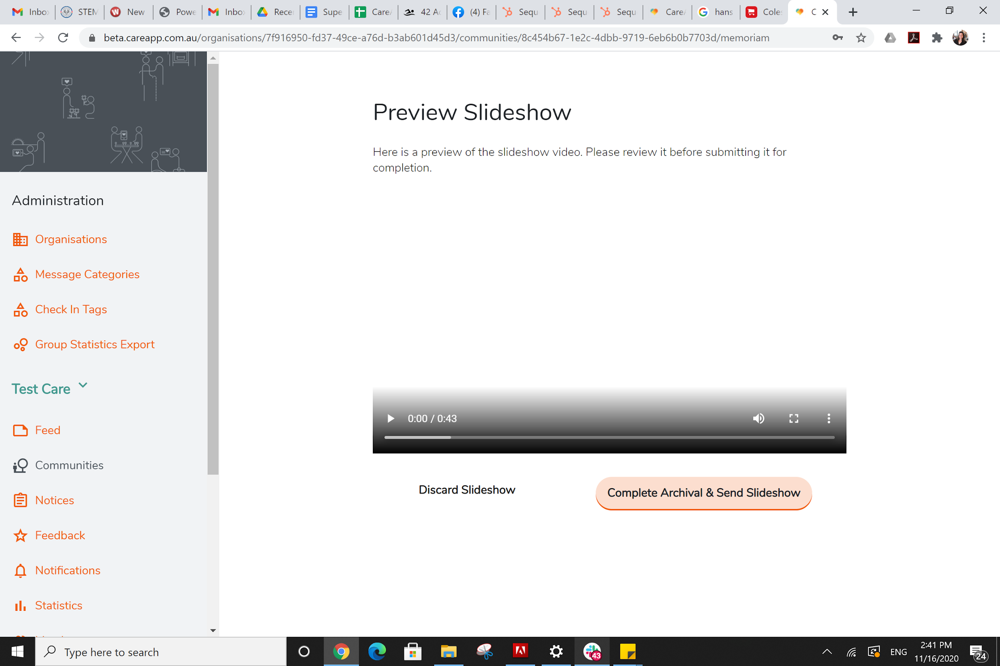 Inbo
STEM
New
Powe
Inbo
Rece
Supe
CareA
42 Ac
(4) Fa
Sequ
Sequ
Sequ
CareA
hans
Coles
C
beta.careapp.com.au/organisations/7f916950-fd37-49ce-a76d-b3ab601d45d3/communities/8c454b67-1e2c-4dbb-9719-6eb6b0b7703d/memoriam
Administration
Organisations
Message Categories
Check In Tags
Group Statistics Export
Test Care
Feed
Communities
Notices
Feedback
Notifications
Statistics
Preview Slideshow
Here is a preview of the slideshow video. Please review it before submitting it for
completion.
0:00 / 0:43
Discard Slideshow
Complete Archival & Send Slideshow
Type here to search
43
ENG
2:41 PM
11/16/2020
24